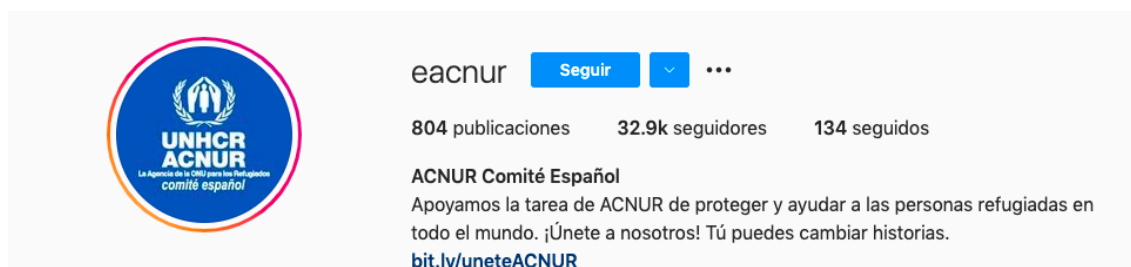 eacnur Seguir •••
804 publicaciones 32.9k seguidores 134 seguidos
UNHCR
ACNUR
La Agencia de la ONU para los Refugiados
comité español
ACNUR Comité Español
Apoyamos la tarea de ACNUR de proteger y ayudar a las personas refugiadas en
todo el mundo. ¡Únete a nosotros! Tú puedes cambiar historias.
bit.ly/uneteACNUR